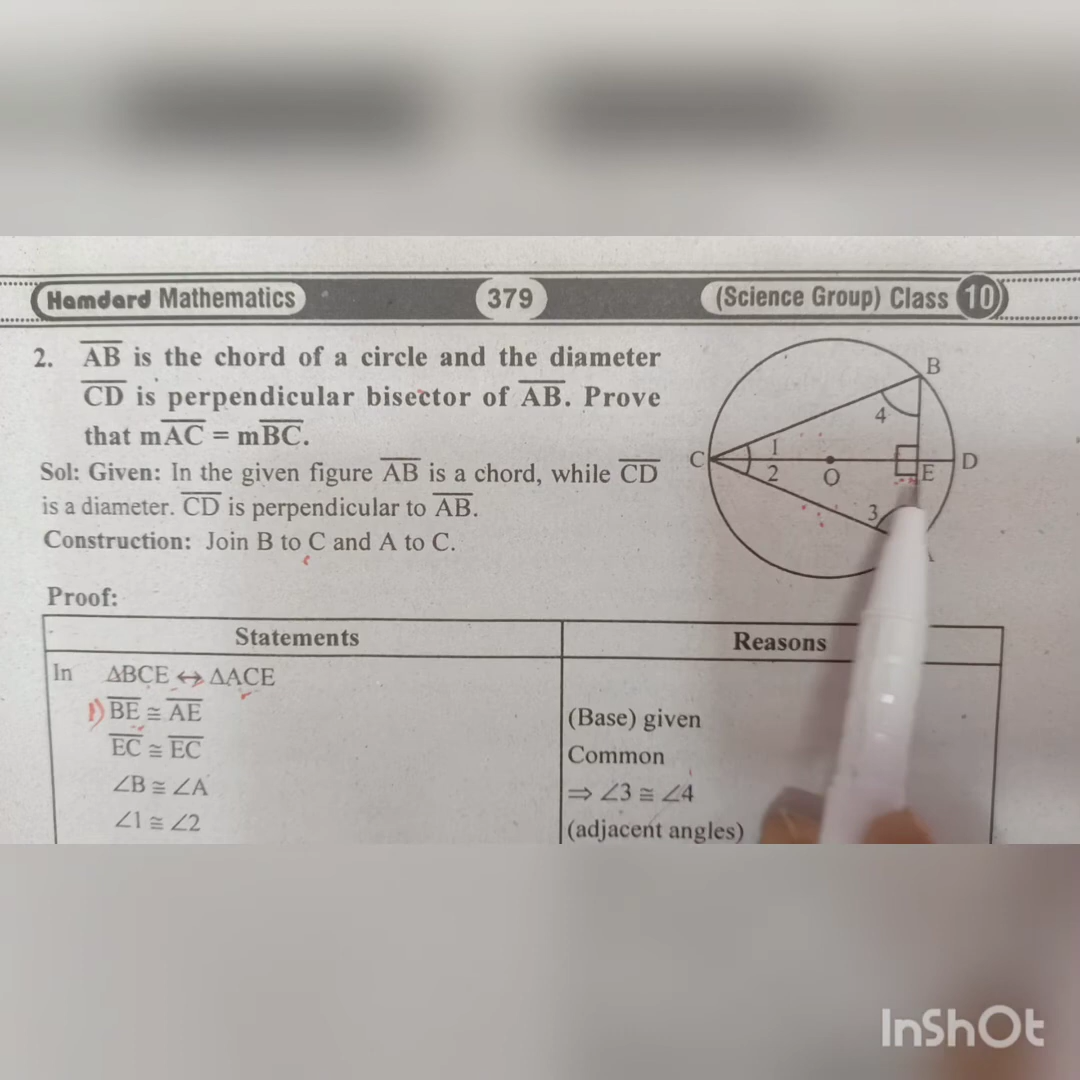 Hamdard Mathematics 379 (Science Group) Class 10
2. AB is the chord of a circle and the diameter
CD is perpendicular bisector of AB. Prove
that mAC = mBC.
Sol: Given: In the given figure AB is a chord, while CD
is a diameter. CD is perpendicular to AB.
Construction: Join B to C and A to C.
B
4
C 1 D
2 O E
3
Proof:
Statements Reasons
In ΔBCE ↔ ΔACE
1) BE ≅ AE (Base) given
EC ≅ EC Common
∠B ≅ ∠A ⇒ ∠3 ≅ ∠4
∠1 ≅ ∠2 (adjacent angles)
InShOt